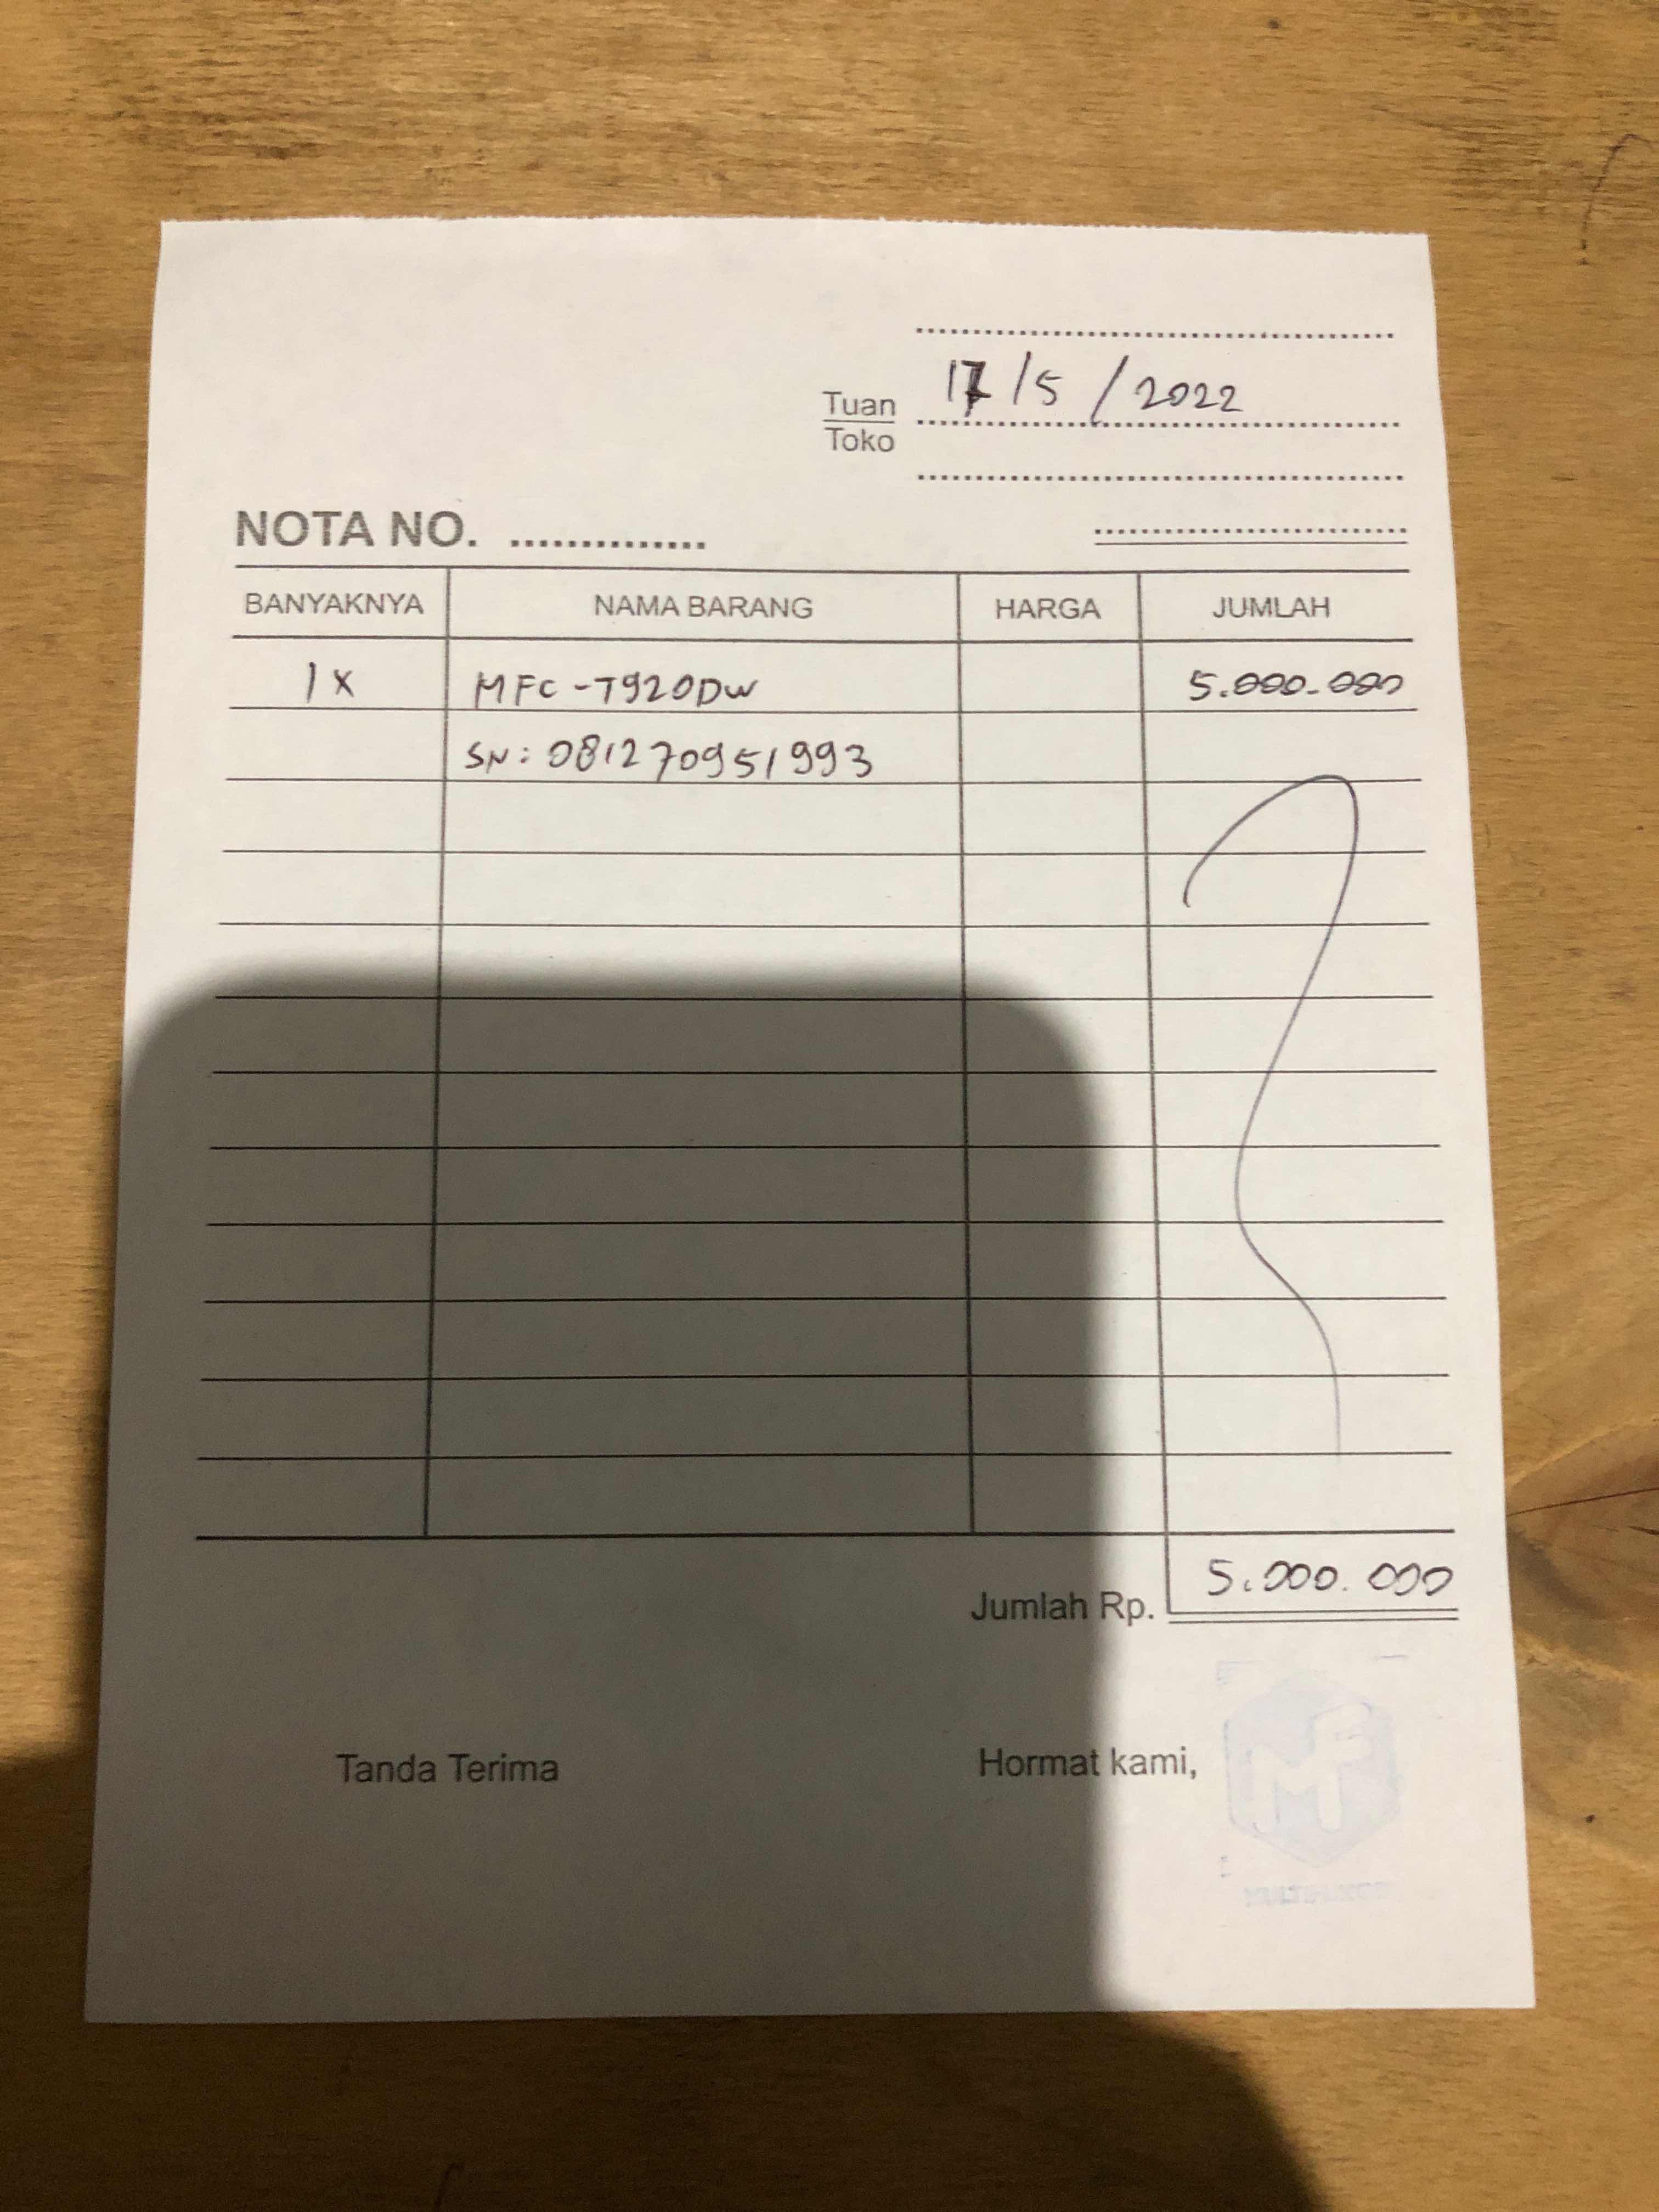 17/5/2022
Tuan
Toko
NOTA NO. ..............
BANYAKNYA NAMA BARANG HARGA JUMLAH
1x MFC-T920DW 5.000.000
SN: 081270951993
Jumlah Rp. 5.000.000
Tanda Terima Hormat kami,